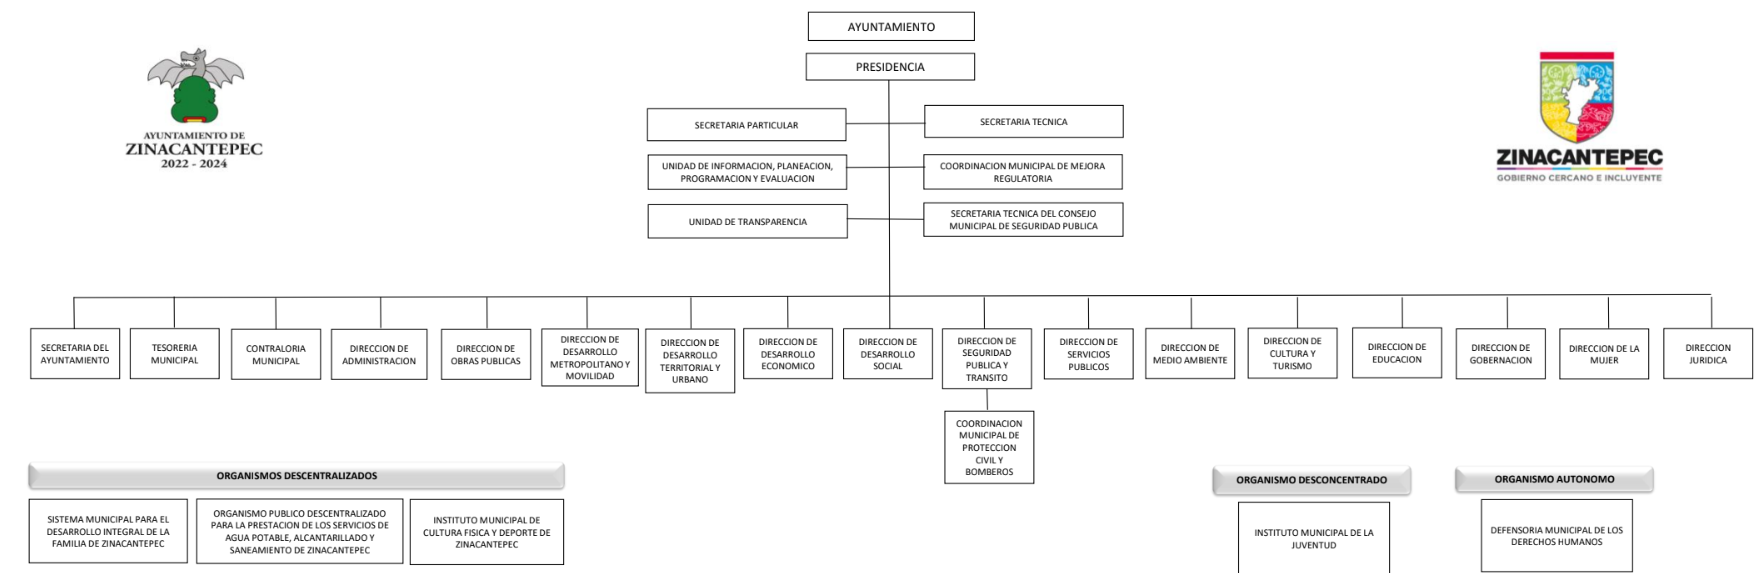 AYUNTAMIENTO
PRESIDENCIA
AYUNTAMIENTO DE
ZINACANTEPEC
2022 - 2024
ZINACANTEPEC
GOBIERNO CERCANO E INCLUYENTE
SECRETARIA PARTICULAR
SECRETARIA TECNICA
UNIDAD DE INFORMACION, PLANEACION,
PROGRAMACION Y EVALUACION
COORDINACION MUNICIPAL DE MEJORA
REGULATORIA
UNIDAD DE TRANSPARENCIA
SECRETARIA TECNICA DEL CONSEJO
MUNICIPAL DE SEGURIDAD PUBLICA
SECRETARIA DEL
AYUNTAMIENTO
TESORERIA
MUNICIPAL
CONTRALORIA
MUNICIPAL
DIRECCION DE
ADMINISTRACION
DIRECCION DE
OBRAS PUBLICAS
DIRECCION DE
DESARROLLO
METROPOLITANO Y
MOVILIDAD
DIRECCION DE
DESARROLLO
TERRITORIAL Y
URBANO
DIRECCION DE
DESARROLLO
ECONOMICO
DIRECCION DE
DESARROLLO
SOCIAL
DIRECCION DE
SEGURIDAD
PUBLICA Y
TRANSITO
DIRECCION DE
SERVICIOS
PUBLICOS
DIRECCION DE
MEDIO AMBIENTE
DIRECCION DE
CULTURA Y
TURISMO
DIRECCION DE
EDUCACION
DIRECCION DE
GOBERNACION
DIRECCION DE LA
MUJER
DIRECCION
JURIDICA
COORDINACION
MUNICIPAL DE
PROTECCION
CIVIL Y
BOMBEROS
ORGANISMOS DESCENTRALIZADOS
SISTEMA MUNICIPAL PARA EL
DESARROLLO INTEGRAL DE LA
FAMILIA DE ZINACANTEPEC
ORGANISMO PUBLICO DESCENTRALIZADO
PARA LA PRESTACION DE LOS SERVICIOS DE
AGUA POTABLE, ALCANTARILLADO Y
SANEAMIENTO DE ZINACANTEPEC
INSTITUTO MUNICIPAL DE
CULTURA FISICA Y DEPORTE DE
ZINACANTEPEC
ORGANISMO DESCONCENTRADO
INSTITUTO MUNICIPAL DE LA
JUVENTUD
ORGANISMO AUTONOMO
DEFENSORIA MUNICIPAL DE LOS
DERECHOS HUMANOS